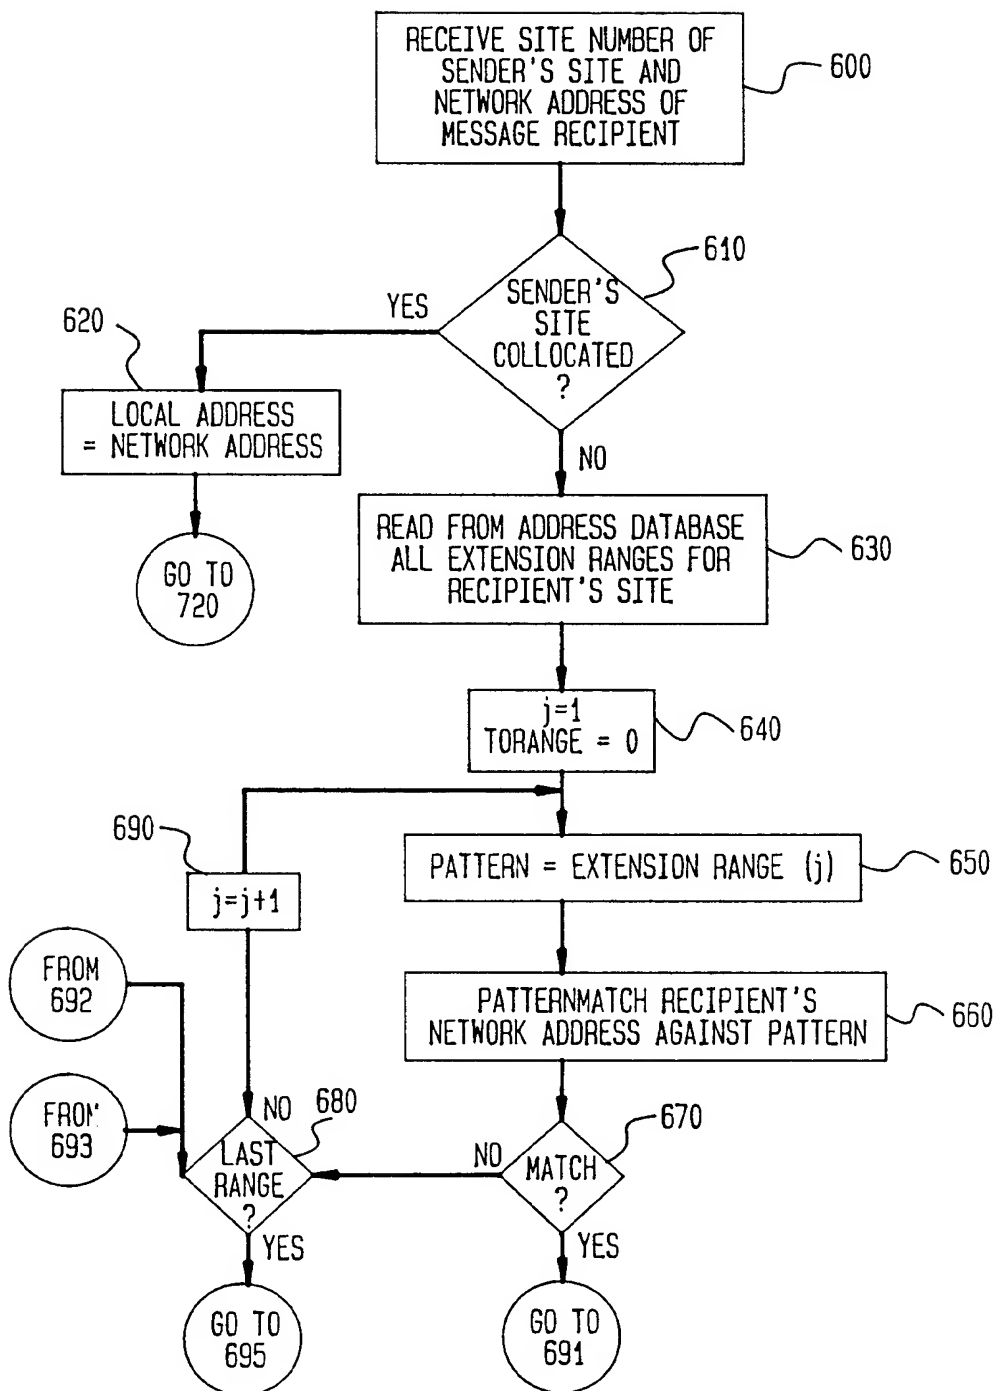 RECEIVE SITE NUMBER OF
SENDER'S SITE AND
NETWORK ADDRESS OF
MESSAGE RECIPIENT
600
610
SENDER'S
SITE
COLLOCATED
?
YES
620
LOCAL ADDRESS
= NETWORK ADDRESS
GO TO
720
NO
READ FROM ADDRESS DATABASE
ALL EXTENSION RANGES FOR
RECIPIENT'S SITE
630
j=1
TORANGE = 0
640
690
j=j+1
PATTERN = EXTENSION RANGE (j)
650
FROM
692
PATTERNMATCH RECIPIENT'S
NETWORK ADDRESS AGAINST PATTERN
660
FROM
693
NO
680
LAST
RANGE
?
NO
670
MATCH
?
YES
YES
GO TO
695
GO TO
691